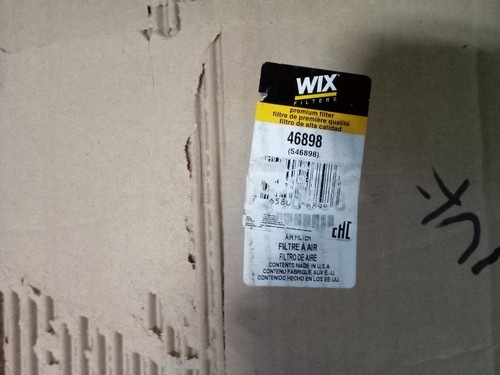 WIX
FILTERS
premium filter
filtre de première qualité
filtro de alta calidad
46898
(546898)
AIR FILTER
FILTRE À AIR
FILTRO DE AIRE
CONTENTS MADE IN U.S.A.
CONTENU FABRIQUÉ AUX É.-U.
CONTENIDO HECHO EN LOS EE.UU.